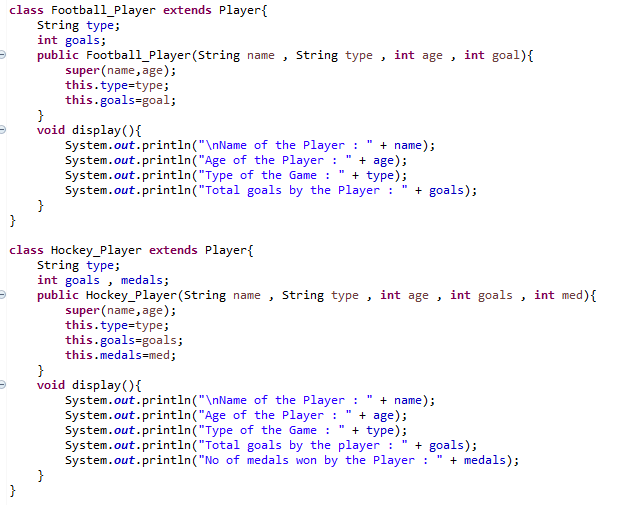 class Football_Player extends Player{
String type;
int goals;
public Football_Player(String name , String type , int age , int goal){
super(name,age);
this.type=type;
this.goals=goal;
}
void display(){
System.out.println("\nName of the Player : " + name);
System.out.println("Age of the Player : " + age);
System.out.println("Type of the Game : " + type);
System.out.println("Total goals by the Player : " + goals);
}
}
class Hockey_Player extends Player{
String type;
int goals , medals;
public Hockey_Player(String name , String type , int age , int goals , int med){
super(name,age);
this.type=type;
this.goals=goals;
this.medals=med;
}
void display(){
System.out.println("\nName of the Player : " + name);
System.out.println("Age of the Player : " + age);
System.out.println("Type of the Game : " + type);
System.out.println("Total goals by the player : " + goals);
System.out.println("No of medals won by the Player : " + medals);
}
}